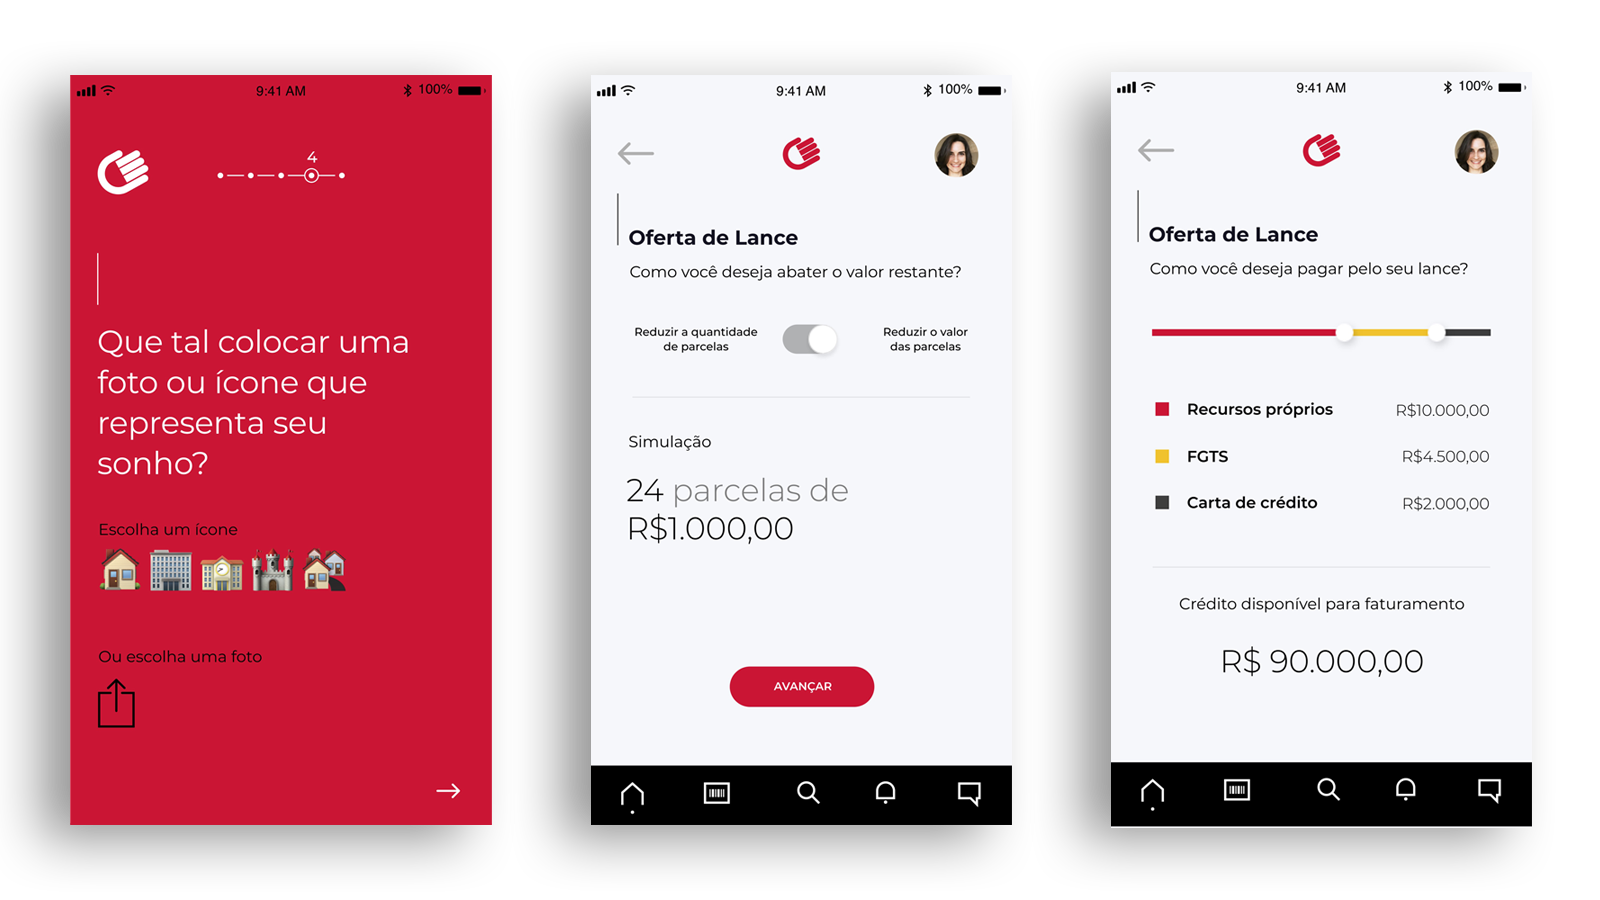 9:41 AM
100%
4
Que tal colocar uma
foto ou ícone que
representa seu
sonho?
Escolha um ícone
Ou escolha uma foto
9:41 AM
100%
Oferta de Lance
Como você deseja abater o valor restante?
Reduzir a quantidade
de parcelas
Reduzir o valor
das parcelas
Simulação
24 parcelas de
R$1.000,00
AVANÇAR
9:41 AM
100%
Oferta de Lance
Como você deseja pagar pelo seu lance?
Recursos próprios R$10.000,00
FGTS R$4.500,00
Carta de crédito R$2.000,00
Crédito disponível para faturamento
R$ 90.000,00